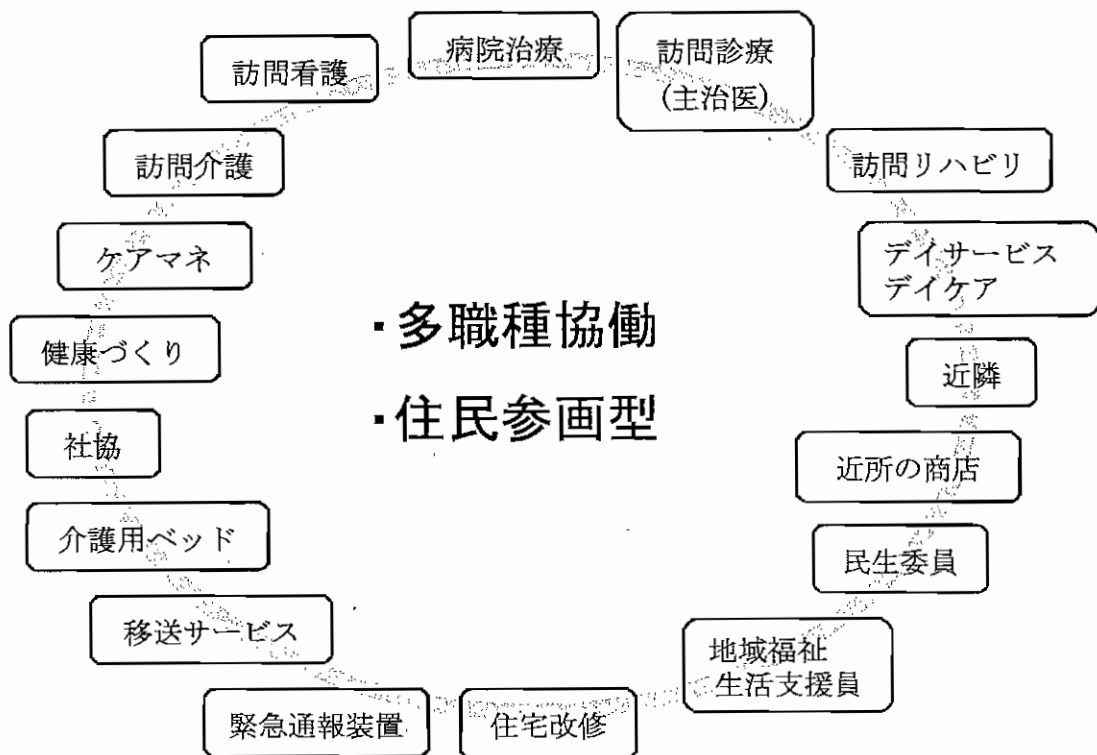 病院治療
訪問診療
(主治医)
訪問看護
訪問リハビリ
訪問介護
デイサービス
デイケア
ケアマネ
・多職種協働
健康づくり
近隣
・住民参画型
社協
近所の商店
介護用ベッド
民生委員
移送サービス
地域福祉
生活支援員
緊急通報装置
住宅改修